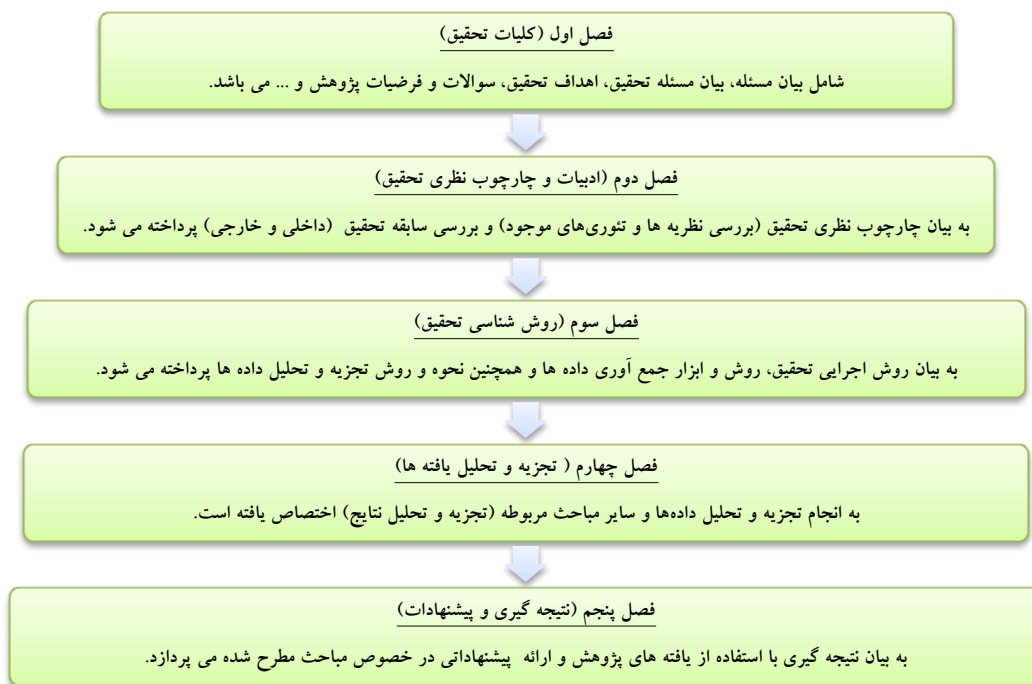 فصل اول (کلیات تحقیق)
شامل بیان مسئله، بیان مسئله تحقیق، اهداف تحقیق، سوالات و فرضیات پژوهش و ... می باشد.
فصل دوم (ادبیات و چارچوب نظری تحقیق)
به بیان چارچوب نظری تحقیق (بررسی نظریه ها و تئوری‌های موجود) و بررسی سابقه تحقیق (داخلی و خارجی) پرداخته می شود.
فصل سوم (روش شناسی تحقیق)
به بیان روش اجرایی تحقیق، روش و ابزار جمع آوری داده ها و همچنین نحوه و روش تجزیه و تحلیل داده ها پرداخته می شود.
فصل چهارم ( تجزیه و تحلیل یافته ها)
به انجام تجزیه و تحلیل داده‌ها و سایر مباحث مربوطه (تجزیه و تحلیل نتایج) اختصاص یافته است.
فصل پنجم (نتیجه گیری و پیشنهادات)
به بیان نتیجه گیری با استفاده از یافته های پژوهش و ارائه پیشنهاداتی در خصوص مباحث مطرح شده می پردازد.